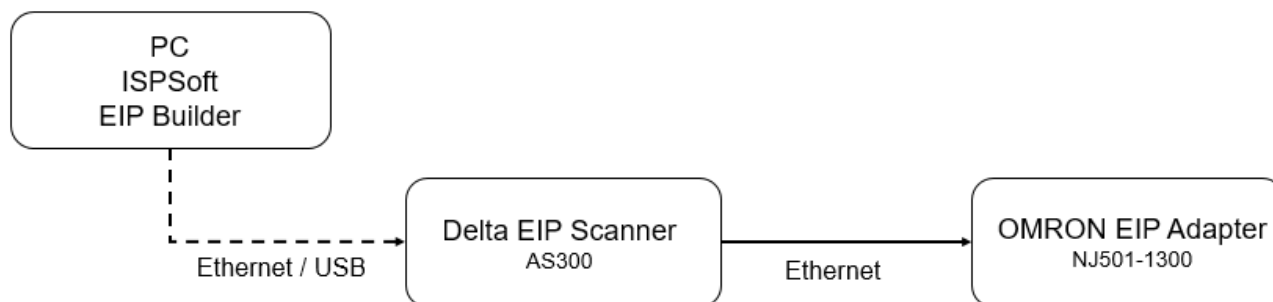 PC
ISPSoft
EIP Builder
Ethernet / USB
Delta EIP Scanner
AS300
Ethernet
OMRON EIP Adapter
NJ501-1300